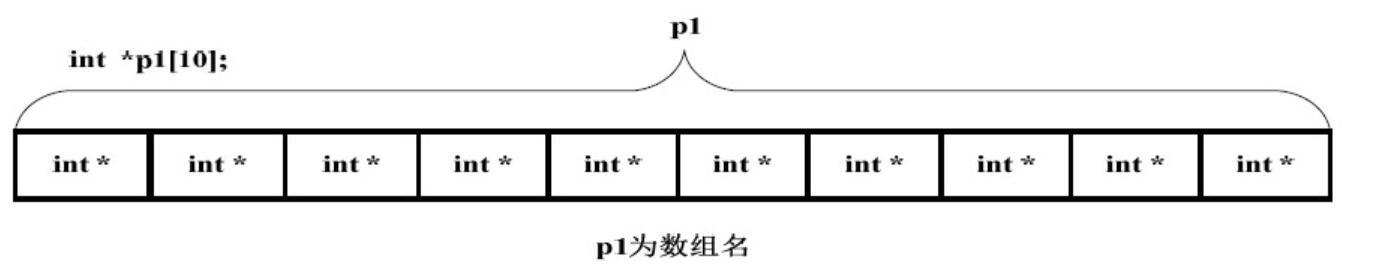 p1
int *p1[10];
int * int * int * int * int * int * int * int * int * int *
p1为数组名